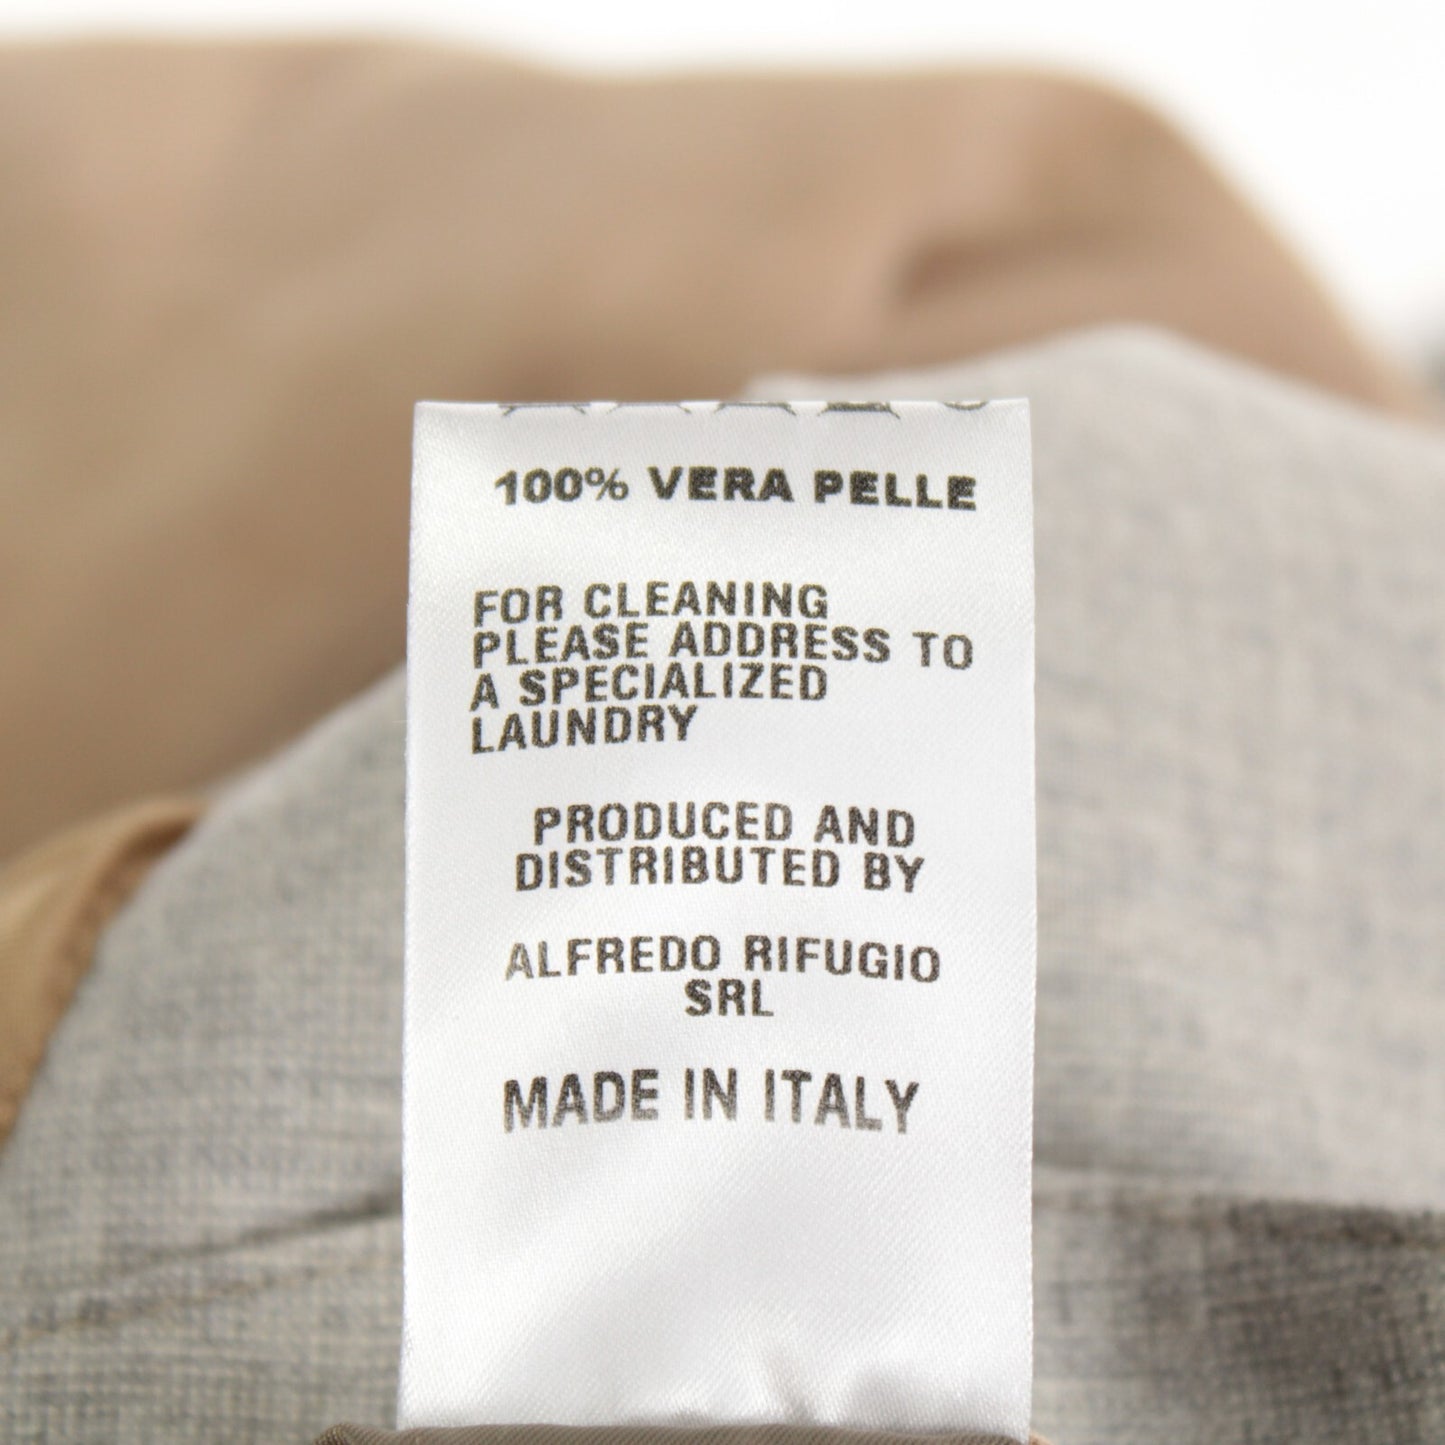 100% VERA PELLE
FOR CLEANING
PLEASE ADDRESS TO
A SPECIALIZED
LAUNDRY
PRODUCED AND
DISTRIBUTED BY
ALFREDO RIFUGIO
SRL
MADE IN ITALY